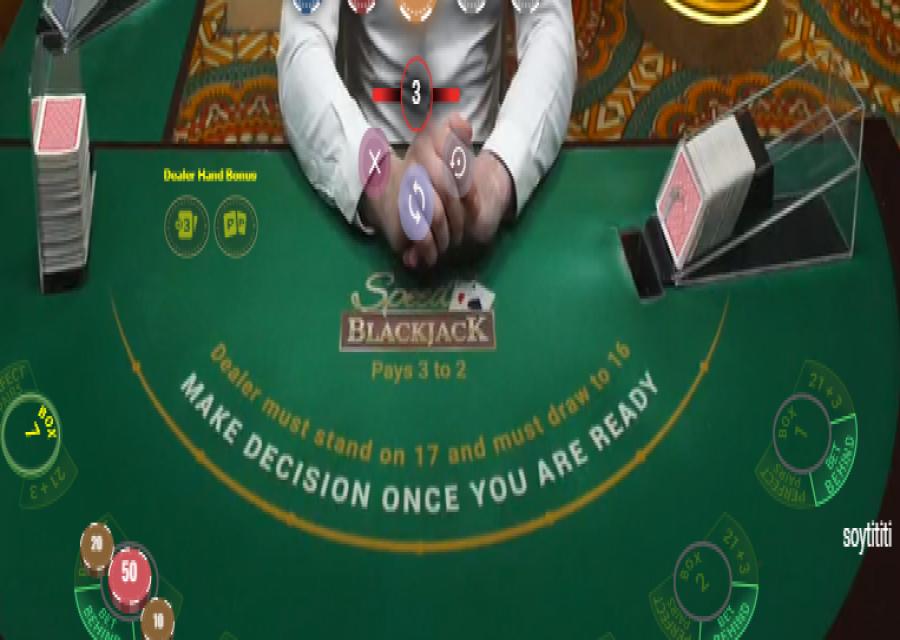 3
Dealer Hand Bonus
Speed
BLACKJACK
Pays 3 to 2
Dealer must stand on 17 and must draw to 16
MAKE DECISION ONCE YOU ARE READY
BOX
7
21+3
21+3
BOX
BET
BEHIND
PERFECT
PAIRS
soytititi
20
50
10
BET
BEHIND
21+3
BOX
2
BET
BEHIND
PERFECT
PAIRS